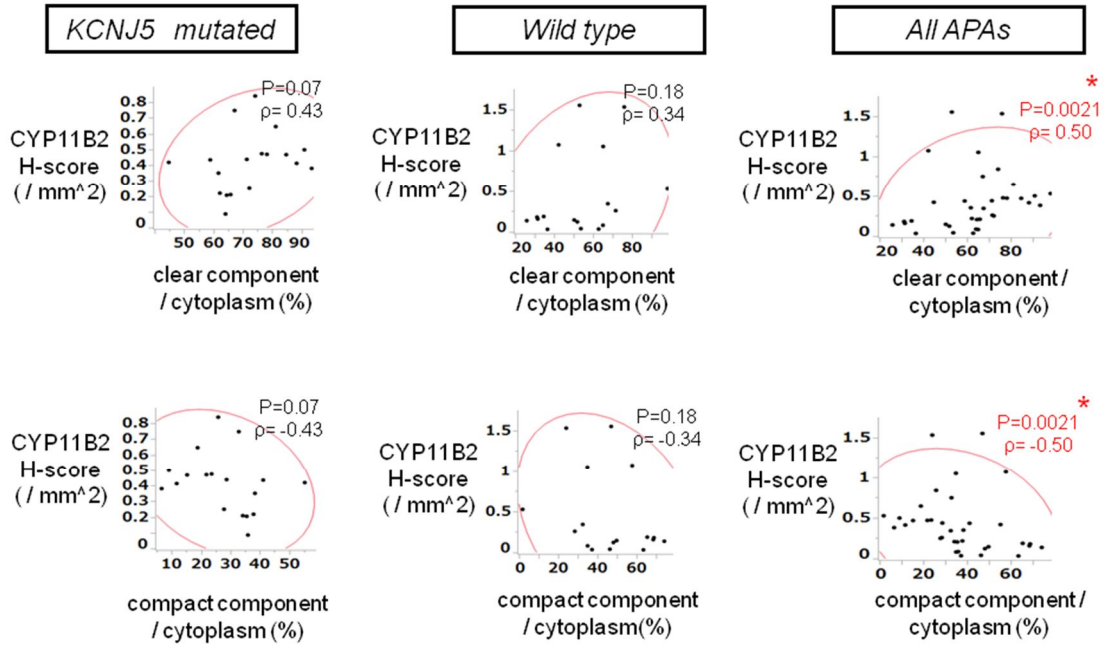 KCNJ5 mutated
Wild type
All APAs
CYP11B2
H-score
( / mm^2)
0.8
0.7
0.6
0.5
0.4
0.3
0.2
0
P=0.07
ρ= 0.43
50 60 70 80 90
clear component
/ cytoplasm (%)
CYP11B2
H-score
( / mm^2)
1.5
1
0.5
0
P=0.18
ρ= 0.34
20 40 60 80
clear component
/ cytoplasm (%)
CYP11B2
H-score
( / mm^2)
1.5
1
0.5
0
*
P=0.0021
ρ= 0.50
20 40 60 80
clear component /
cytoplasm (%)
CYP11B2
H-score
( / mm^2)
0.8
0.7
0.6
0.5
0.4
0.3
0.2
0
P=0.07
ρ= -0.43
10 20 30 50
compact component
/ cytoplasm (%)
CYP11B2
H-score
( / mm^2)
1.5
1
0.5
0
P=0.18
ρ= -0.34
0 20 40 60
compact component
/ cytoplasm(%)
CYP11B2
H-score
( / mm^2)
1.5
1
0.5
0
*
P=0.0021
ρ= -0.50
0 20 40 60
compact component /
cytoplasm (%)